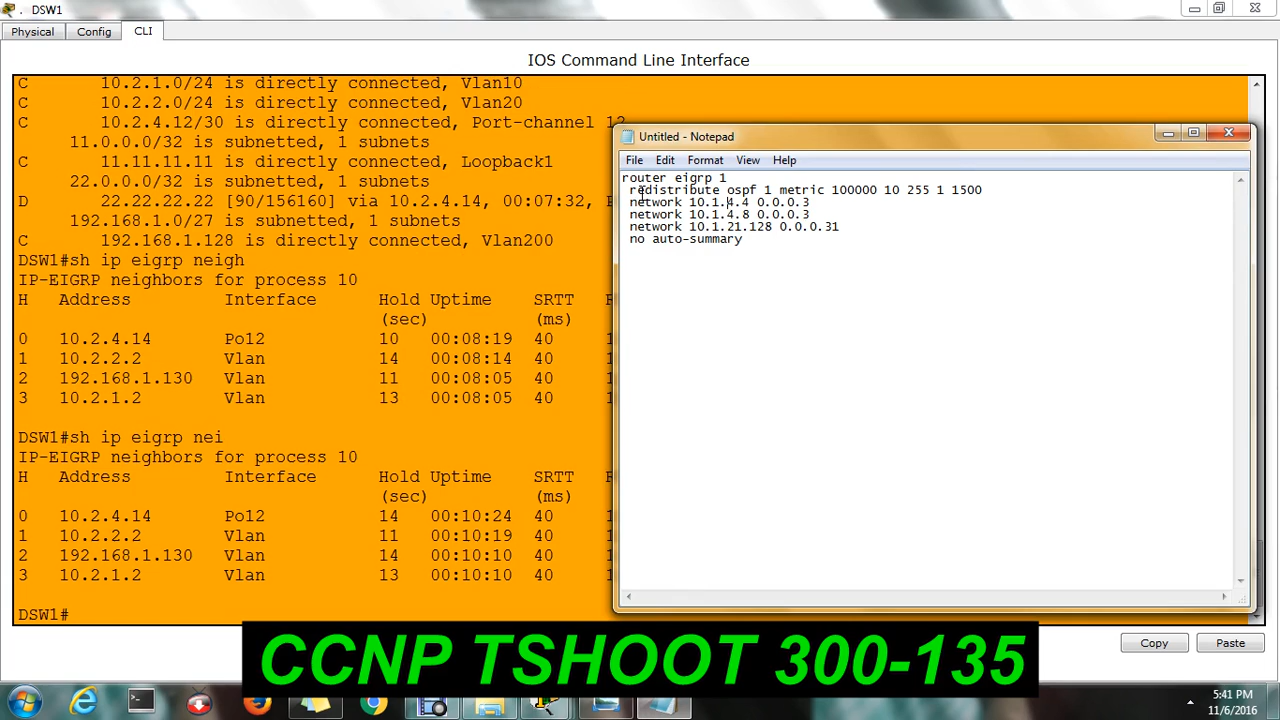 DSW1
Physical Config CLI
IOS Command Line Interface
C 10.2.1.0/24 is directly connected, Vlan10
C 10.2.2.0/24 is directly connected, Vlan20
C 10.2.4.12/30 is directly connected, Port-channel 12
11.0.0.0/32 is subnetted, 1 subnets
C 11.11.11.11 is directly connected, Loopback1
22.0.0.0/32 is subnetted, 1 subnets
D 22.22.22.22 [90/156160] via 10.2.4.14, 00:07:32, P
192.168.1.0/27 is subnetted, 1 subnets
C 192.168.1.128 is directly connected, Vlan200
DSW1#sh ip eigrp neigh
IP-EIGRP neighbors for process 10
H Address Interface Hold Uptime SRTT R
(sec) (ms)
0 10.2.4.14 Po12 10 00:08:19 40 1
1 10.2.2.2 Vlan 14 00:08:14 40 1
2 192.168.1.130 Vlan 11 00:08:05 40 1
3 10.2.1.2 Vlan 13 00:08:05 40 1
DSW1#sh ip eigrp nei
IP-EIGRP neighbors for process 10
H Address Interface Hold Uptime SRTT R
(sec) (ms)
0 10.2.4.14 Po12 14 00:10:24 40 1
1 10.2.2.2 Vlan 11 00:10:19 40 1
2 192.168.1.130 Vlan 14 00:10:10 40 1
3 10.2.1.2 Vlan 13 00:10:10 40 1
DSW1#
Untitled - Notepad
File Edit Format View Help
router eigrp 1
redistribute ospf 1 metric 100000 10 255 1 1500
network 10.1.4.4 0.0.0.3
network 10.1.4.8 0.0.0.3
network 10.1.21.128 0.0.0.31
no auto-summary
Copy Paste
CCNP TSHOOT 300-135
5:41 PM
11/6/2016